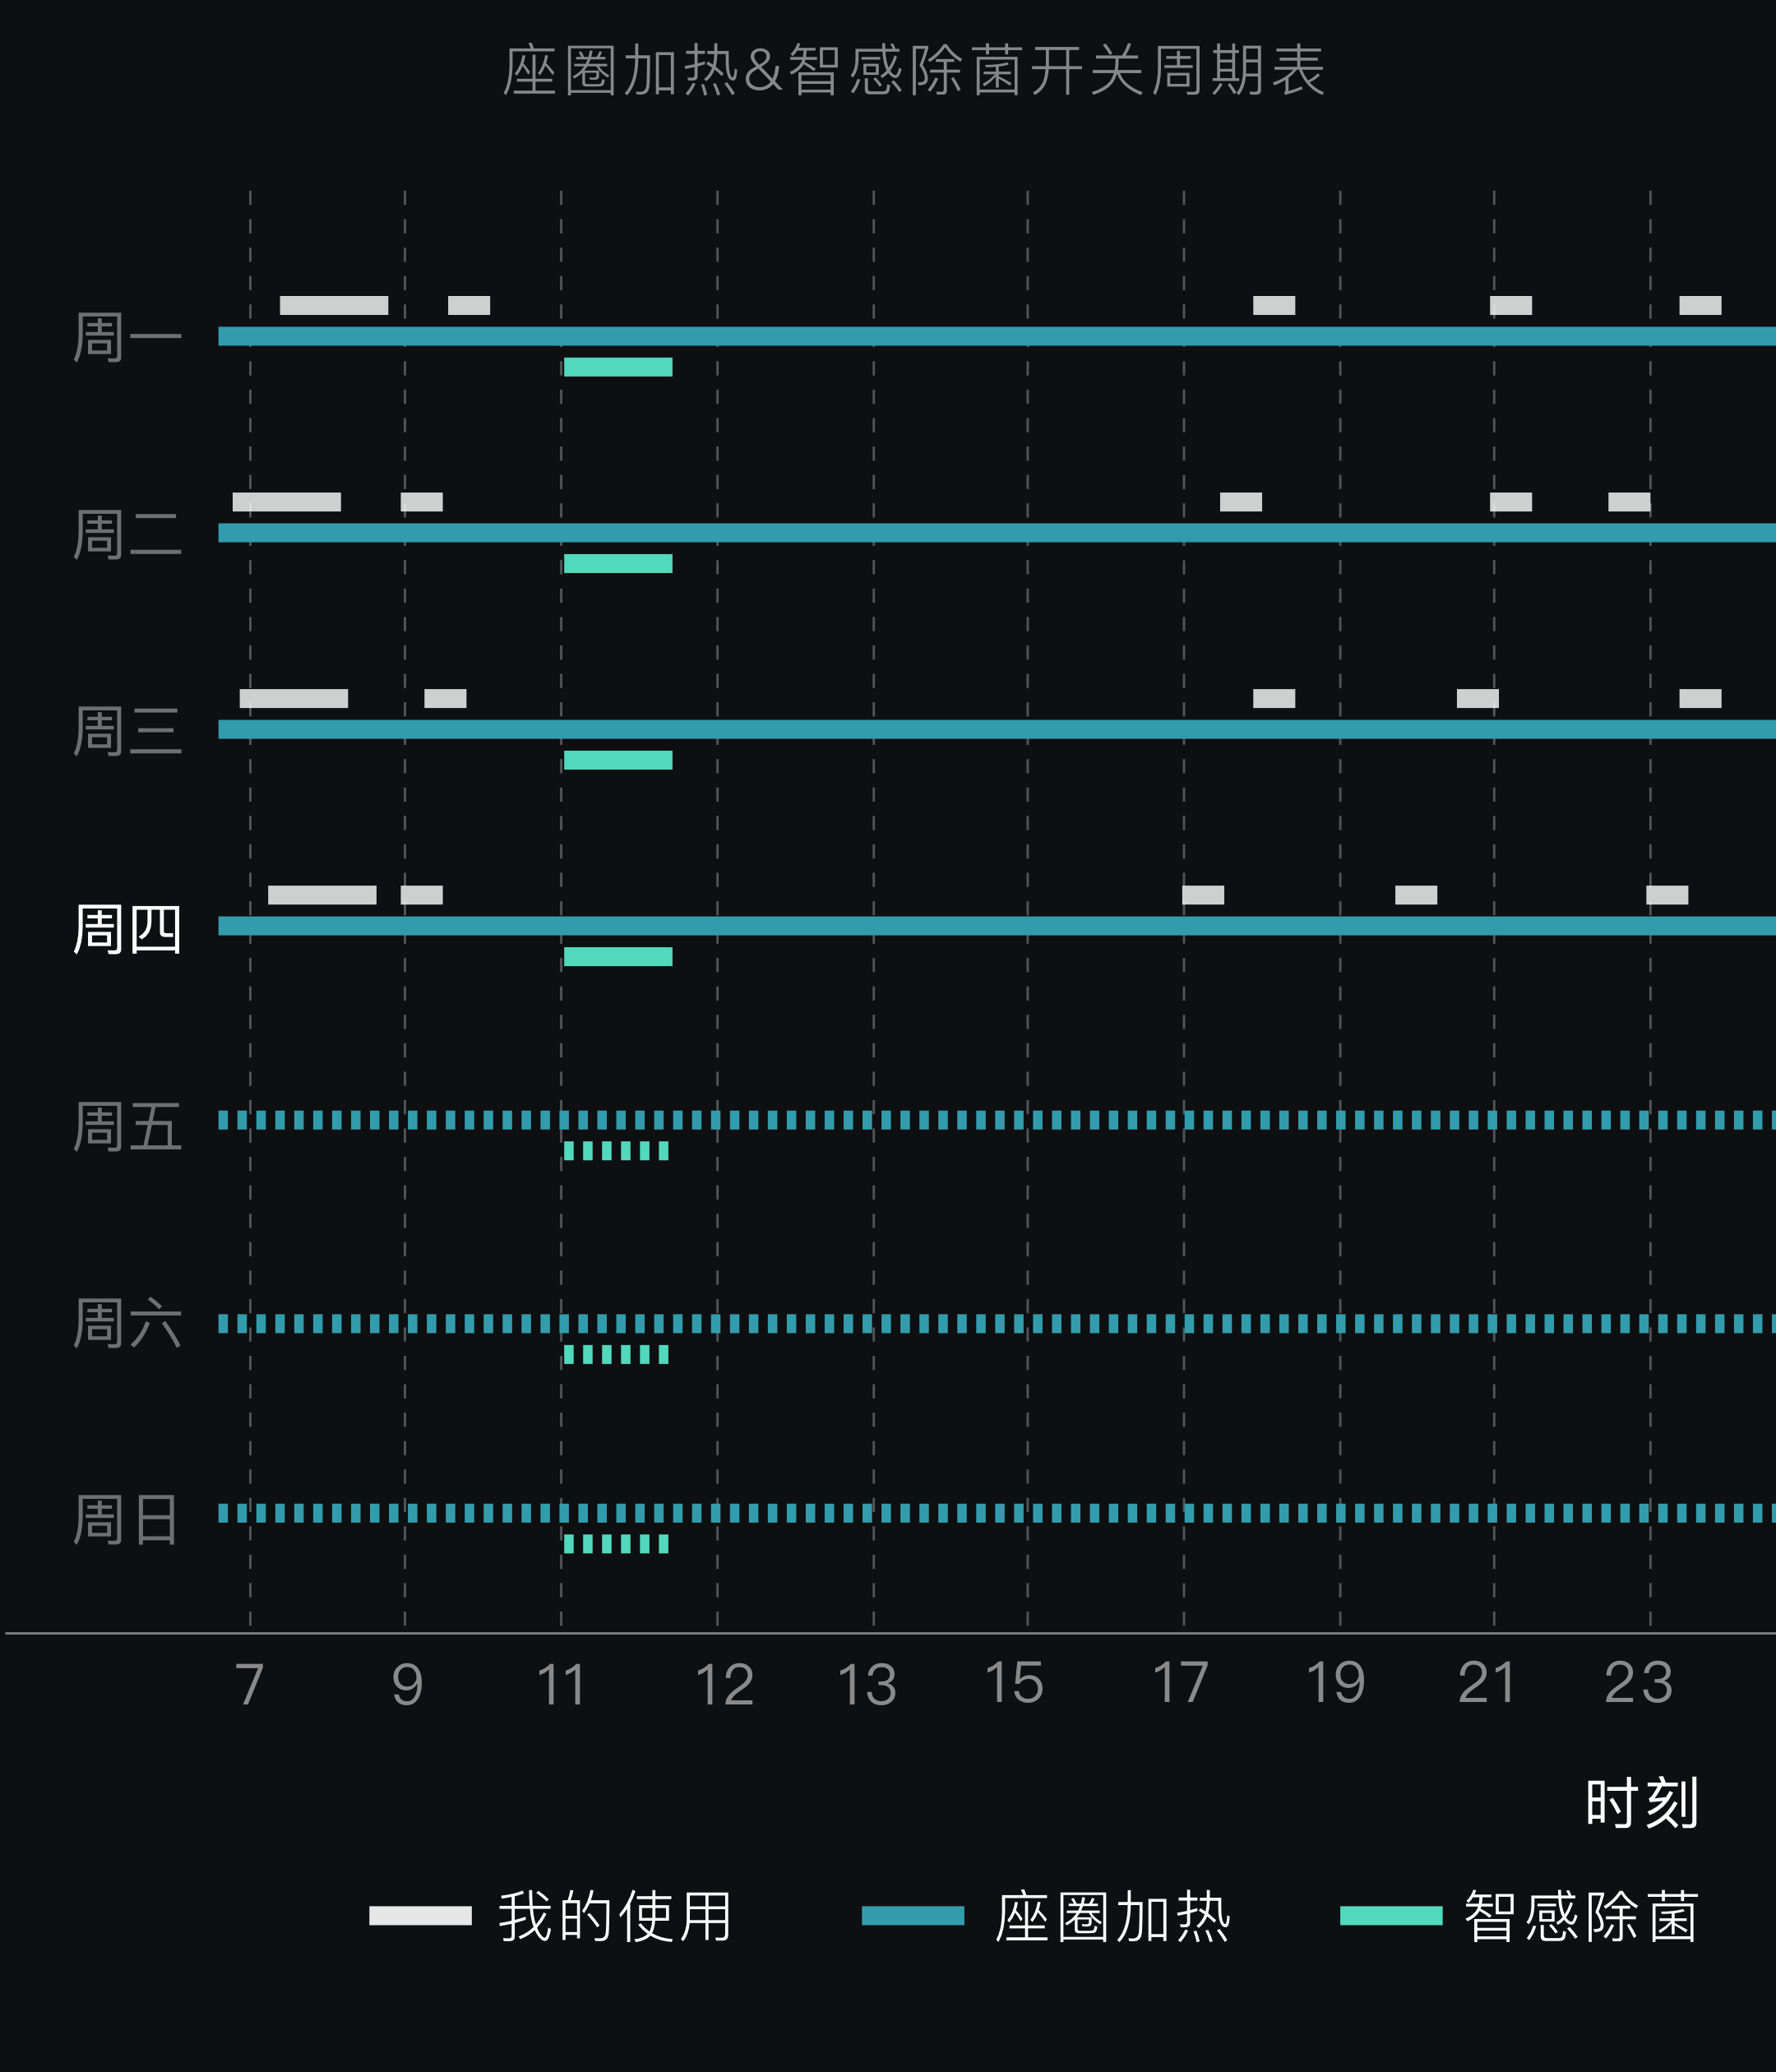 座圈加热&智感除菌开关周期表
周一
周二
周三
周四
周五
周六
周日
7 9 11 12 13 15 17 19 21 23
时刻
我的使用 座圈加热 智感除菌